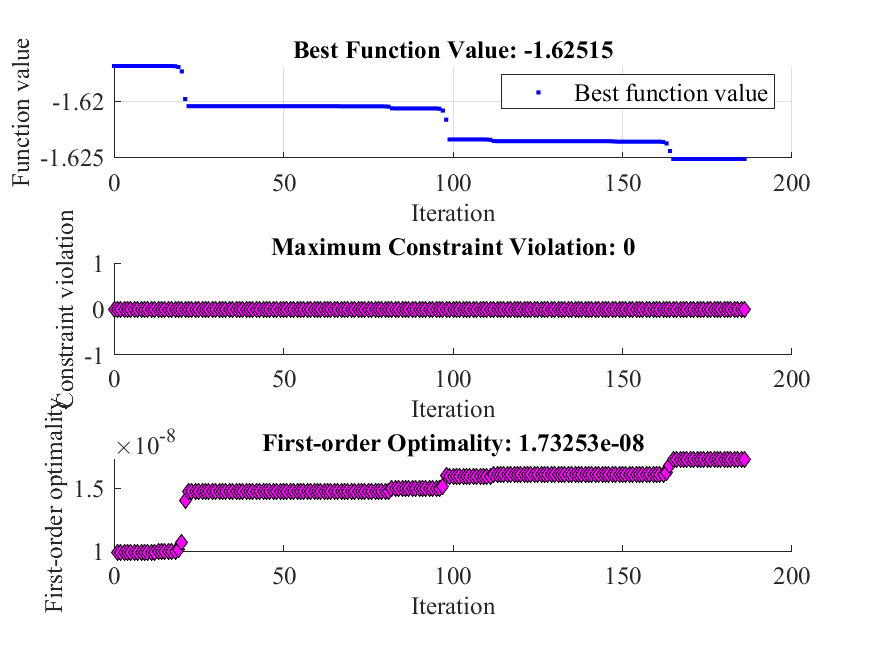 Best Function Value: -1.62515
Function value
-1.62
-1.625
Best function value
0 50 100 150 200
Iteration
Maximum Constraint Violation: 0
Constraint violation
1
0
-1
0 50 100 150 200
Iteration
×10-8
First-order Optimality: 1.73253e-08
First-order optimality
1.5
1
0 50 100 150 200
Iteration